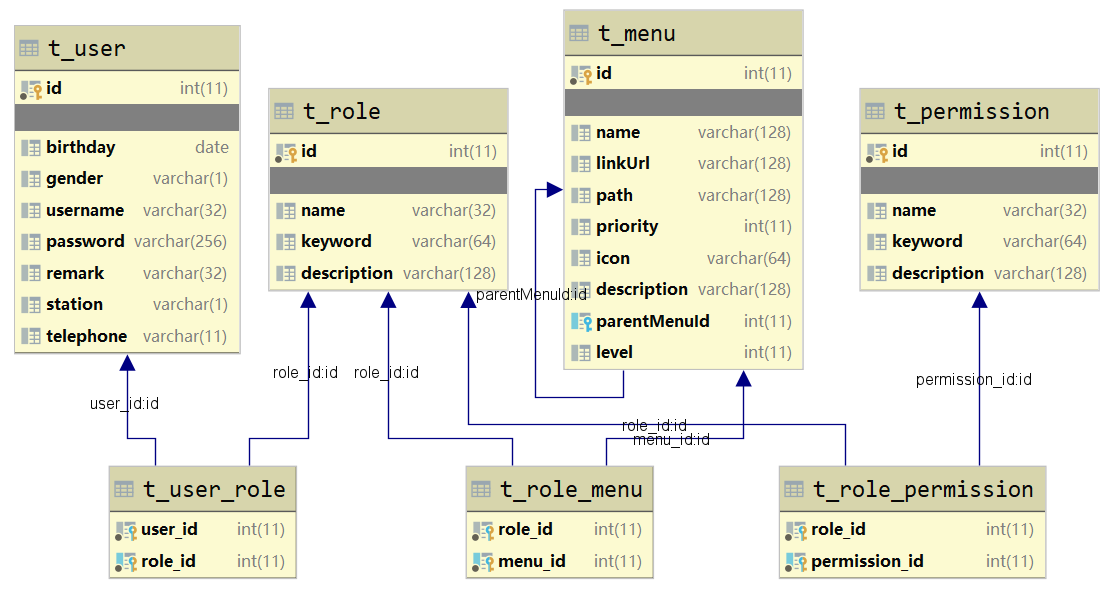 t_user
id int(11)
birthday date
gender varchar(1)
username varchar(32)
password varchar(256)
remark varchar(32)
station varchar(1)
telephone varchar(11)
t_role
id int(11)
name varchar(32)
keyword varchar(64)
description varchar(128)
t_menu
id int(11)
name varchar(128)
linkUrl varchar(128)
path varchar(128)
priority int(11)
icon varchar(64)
description varchar(128)
parentMenuId int(11)
level int(11)
t_permission
id int(11)
name varchar(32)
keyword varchar(64)
description varchar(128)
parentMenuId:id
role_id:id
role_id:id
permission_id:id
user_id:id
role_id:id
menu_id:id
t_user_role
user_id int(11)
role_id int(11)
t_role_menu
role_id int(11)
menu_id int(11)
t_role_permission
role_id int(11)
permission_id int(11)